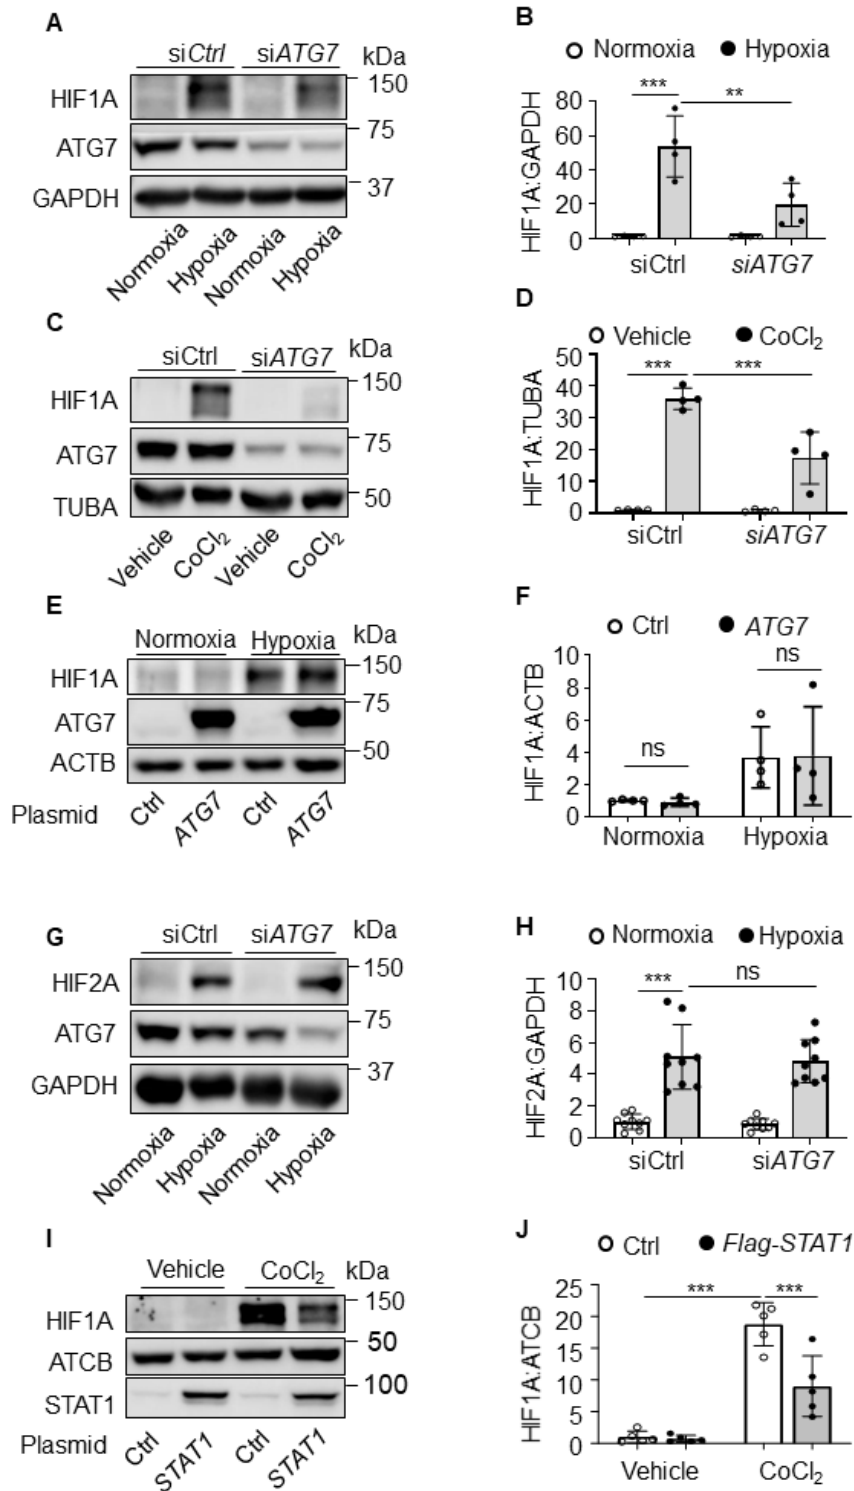 A
siCtrl siATG7 kDa
HIF1A 150
ATG7 75
GAPDH 37
Normoxia Hypoxia Normoxia Hypoxia
B
Normoxia Hypoxia
*** **
HIF1A:GAPDH
80
60
40
20
0
siCtrl siATG7
C
siCtrl siATG7 kDa
HIF1A 150
ATG7 75
TUBA 50
Vehicle CoCl₂ Vehicle CoCl₂
D
Vehicle CoCl₂
*** ***
HIF1A:TUBA
50
40
30
20
10
0
siCtrl siATG7
E
Normoxia Hypoxia kDa
HIF1A 150
ATG7 75
ACTB 50
Plasmid Ctrl ATG7 Ctrl ATG7
F
Ctrl ATG7
ns
ns
HIF1A:ACTB
10
8
6
4
2
0
Normoxia Hypoxia
G
siCtrl siATG7 kDa
HIF2A 150
ATG7 75
GAPDH 37
Normoxia Hypoxia Normoxia Hypoxia
H
Normoxia Hypoxia
*** ns
HIF2A:GAPDH
10
8
6
4
2
0
siCtrl siATG7
I
Vehicle CoCl₂ kDa
HIF1A 150
ATCB 50
STAT1 100
Plasmid Ctrl STAT1 Ctrl STAT1
J
Ctrl Flag-STAT1
*** ***
HIF1A:ATCB
25
20
15
10
5
0
Vehicle CoCl₂